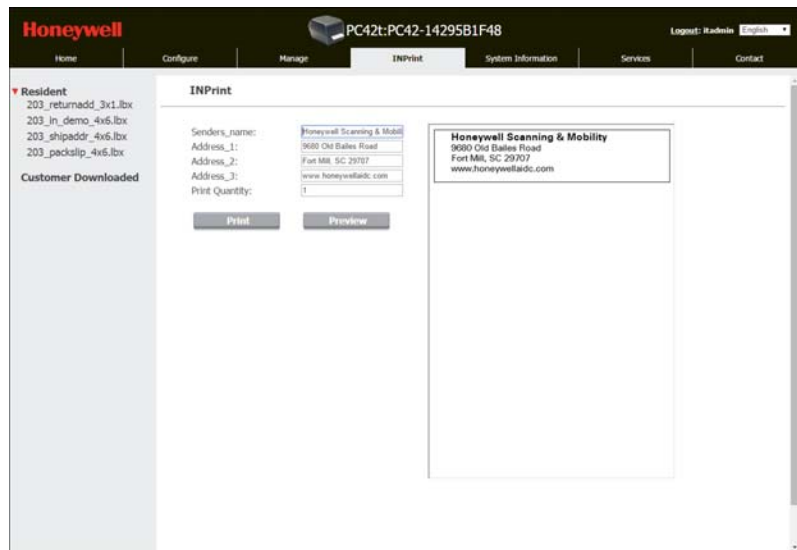 Honeywell
PC42t:PC42-14295B1F48
Logout: itadmin English
Home Configure Manage INPrint System Information Services Contact
Resident
203_returnadd_3x1.lbx
203_in_demo_4x6.lbx
203_shipaddr_4x6.lbx
203_packslip_4x6.lbx
Customer Downloaded
INPrint
Senders_name: Honeywell Scanning & Mobili
Address_1: 9680 Old Bailes Road
Address_2: Fort Mill, SC 29707
Address_3: www.honeywellaidc.com
Print Quantity: 1
Print Preview
Honeywell Scanning & Mobility
9680 Old Bailes Road
Fort Mill, SC 29707
www.honeywellaidc.com